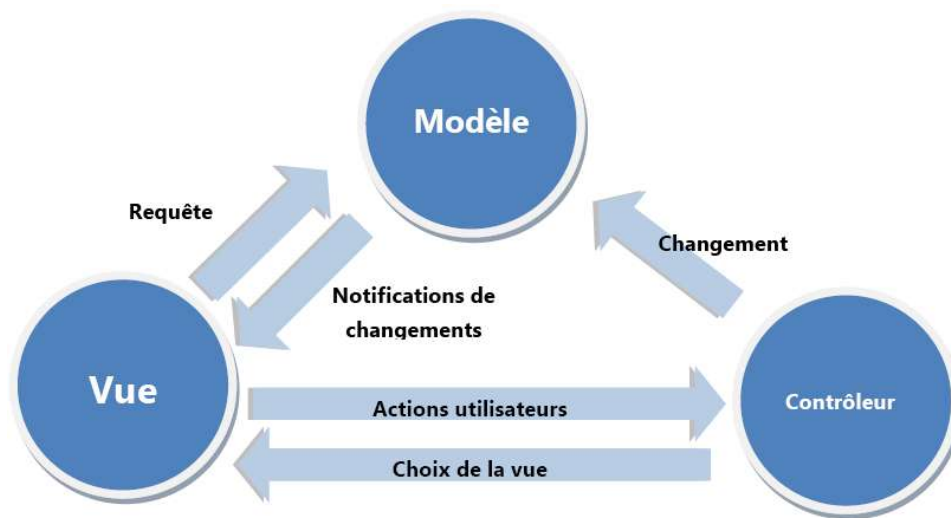 Modèle
Requête
Changement
Notifications de
changements
Vue
Contrôleur
Actions utilisateurs
Choix de la vue